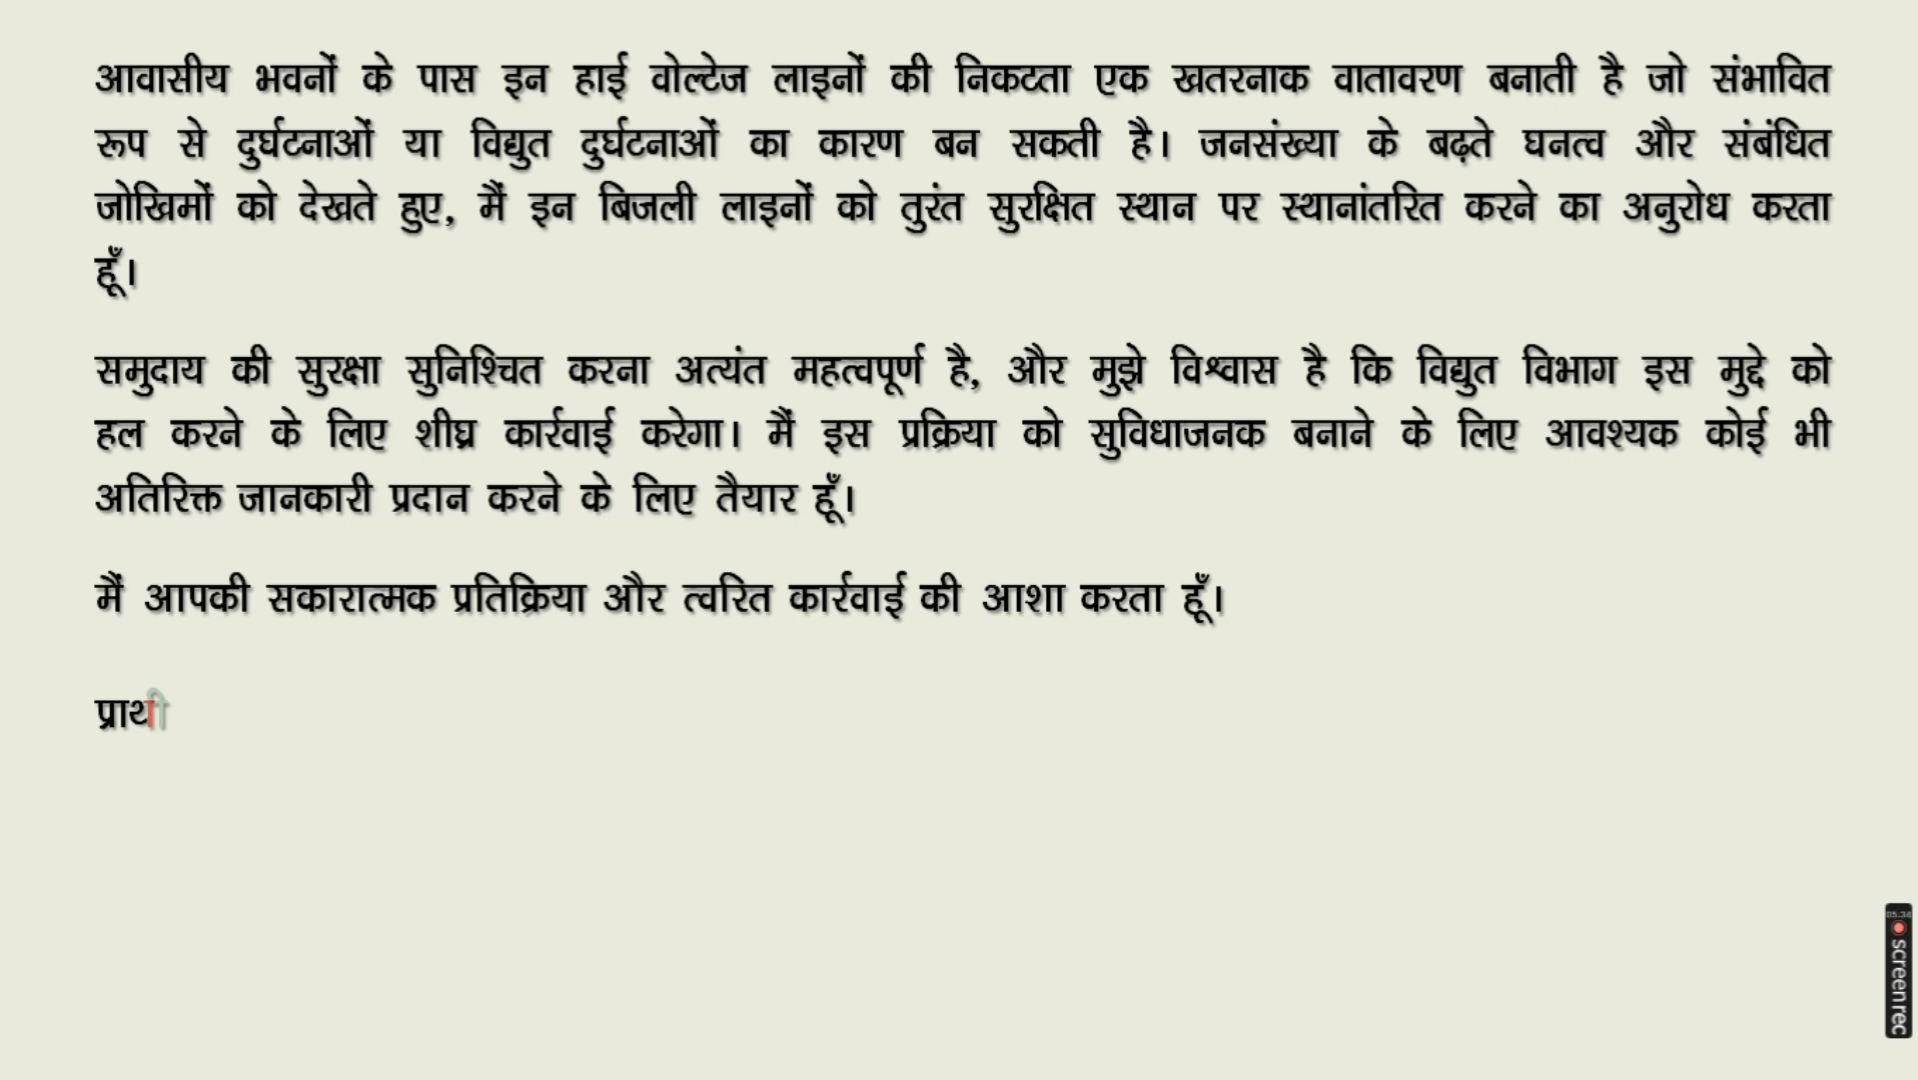 आवासीय भवनों के पास इन हाई वोल्टेज लाइनों की निकटता एक खतरनाक वातावरण बनाती है जो संभावित
रूप से दुर्घटनाओं या विद्युत दुर्घटनाओं का कारण बन सकती है। जनसंख्या के बढ़ते घनत्व और संबंधित
जोखिमों को देखते हुए, मैं इन बिजली लाइनों को तुरंत सुरक्षित स्थान पर स्थानांतरित करने का अनुरोध करता
हूँ।
समुदाय की सुरक्षा सुनिश्चित करना अत्यंत महत्वपूर्ण है, और मुझे विश्वास है कि विद्युत विभाग इस मुद्दे को
हल करने के लिए शीघ्र कार्रवाई करेगा। मैं इस प्रक्रिया को सुविधाजनक बनाने के लिए आवश्यक कोई भी
अतिरिक्त जानकारी प्रदान करने के लिए तैयार हूँ।
मैं आपकी सकारात्मक प्रतिक्रिया और त्वरित कार्रवाई की आशा करता हूँ।
प्राथी
05:34
screenrec